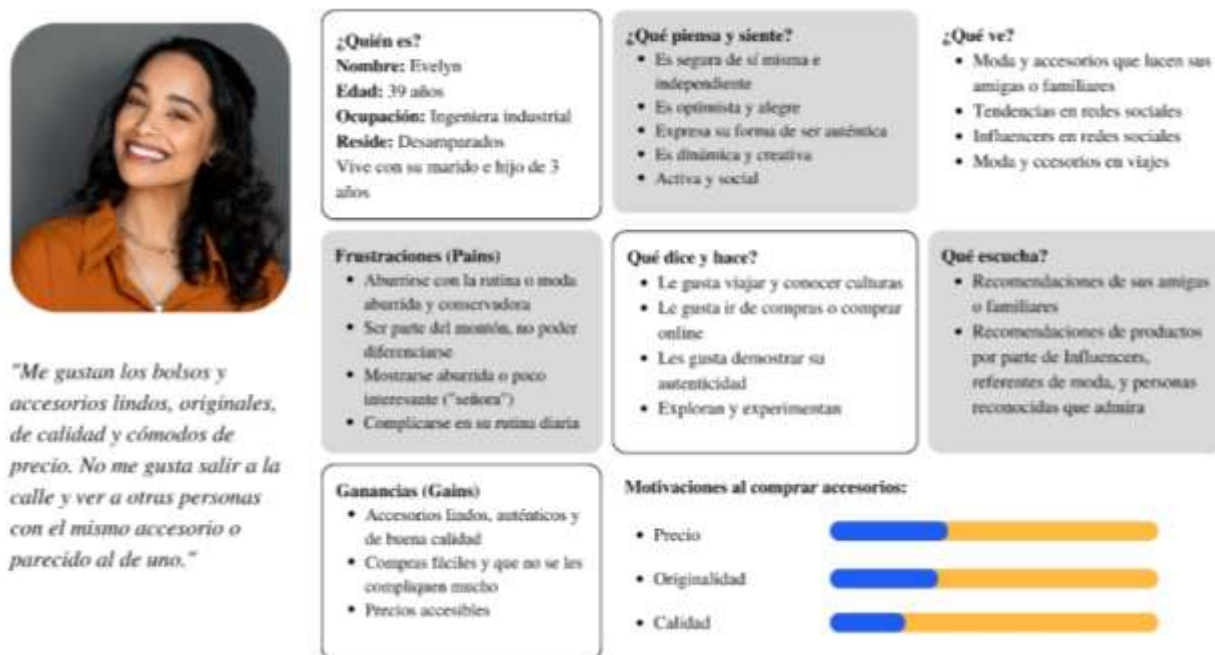 ¿Quién es?
Nombre: Evelyn
Edad: 39 años
Ocupación: Ingeniera industrial
Reside: Desamparados
Vive con su marido e hijo de 3
años
¿Qué piensa y siente?
• Es segura de sí misma e
independiente
• Es optimista y alegre
• Expresa su forma de ser auténtica
• Es dinámica y creativa
• Activa y social
¿Qué ve?
• Moda y accesorios que lucen sus
amigas o familiares
• Tendencias en redes sociales
• Influencers en redes sociales
• Moda y ccesorios en viajes
"Me gustan los bolsos y
accesorios lindos, originales,
de calidad y cómodos de
precio. No me gusta salir a la
calle y ver a otras personas
con el mismo accesorio o
parecido al de uno."
Frustraciones (Pains)
• Aburrirse con la rutina o moda
aburrida y conservadora
• Ser parte del montón, no poder
diferenciarse
• Mostrarse aburrida o poco
interesante ("señora")
• Complicarse en su rutina diaria
Qué dice y hace?
• Le gusta viajar y conocer culturas
• Le gusta ir de compras o comprar
online
• Les gusta demostrar su
autenticidad
• Exploran y experimentan
Qué escucha?
• Recomendaciones de sus amigas
o familiares
• Recomendaciones de productos
por parte de Influencers,
referentes de moda, y personas
reconocidas que admira
Ganancias (Gains)
• Accesorios lindos, auténticos y
de buena calidad
• Compras fáciles y que no se les
compliquen mucho
• Precios accesibles
Motivaciones al comprar accesorios:
• Precio
• Originalidad
• Calidad